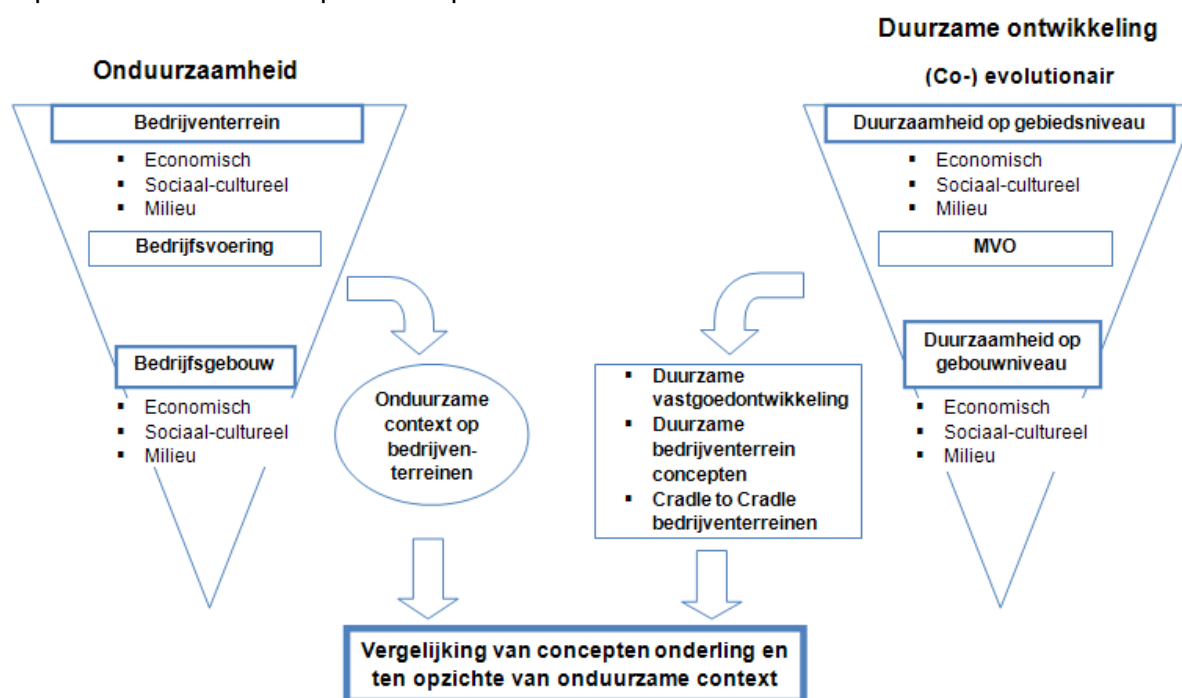 Duurzame ontwikkeling
Onduurzaamheid
(Co-) evolutionair
Bedrijventerrein
▪ Economisch
▪ Sociaal-cultureel
▪ Milieu
Bedrijfsvoering
Bedrijfsgebouw
▪ Economisch
▪ Sociaal-cultureel
▪ Milieu
Onduurzame
context op
bedrijven-
terreinen
▪ Duurzame
vastgoedontwikkeling
▪ Duurzame
bedrijventerrein
concepten
▪ Cradle to Cradle
bedrijventerreinen
Duurzaamheid op gebiedsniveau
▪ Economisch
▪ Sociaal-cultureel
▪ Milieu
MVO
Duurzaamheid op
gebouwniveau
▪ Economisch
▪ Sociaal-cultureel
▪ Milieu
Vergelijking van concepten onderling en
ten opzichte van onduurzame context